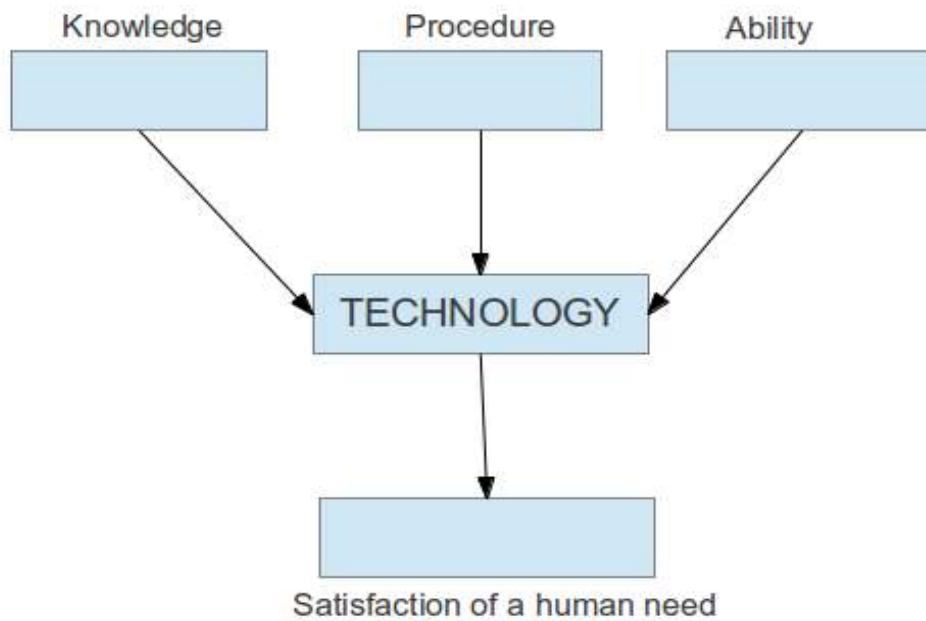 Knowledge
Procedure
Ability
TECHNOLOGY
Satisfaction of a human need